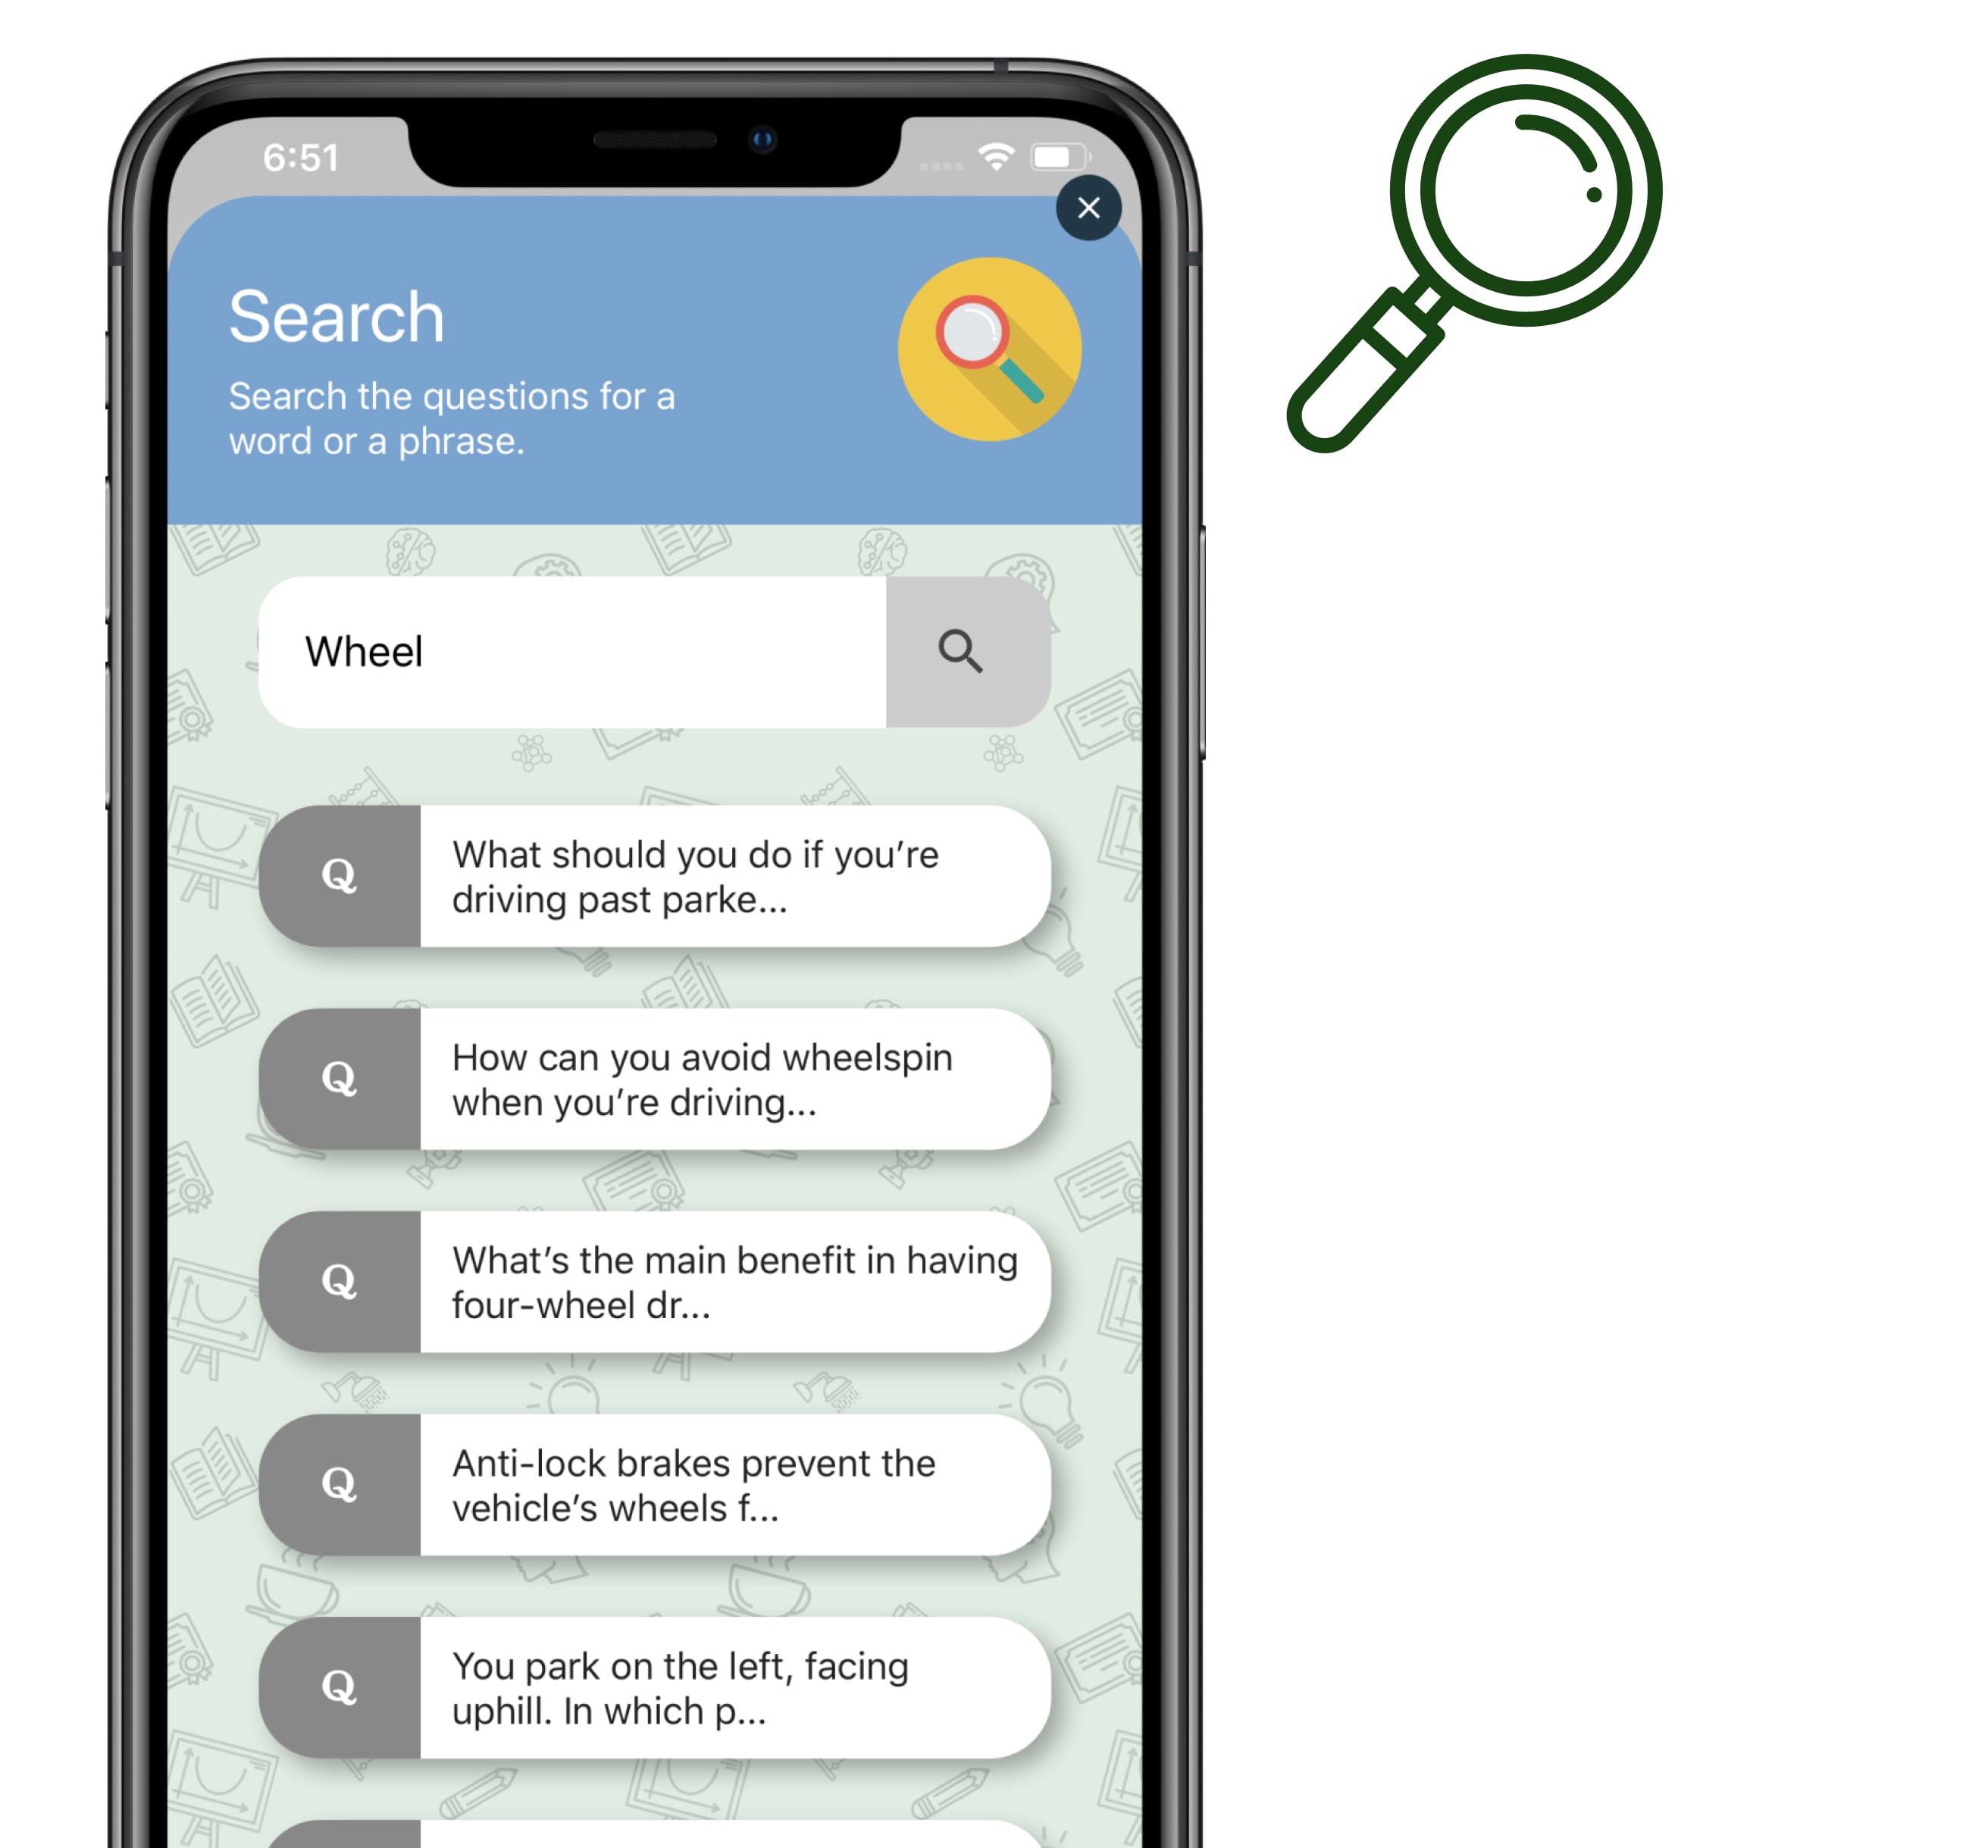 6:51
Search
Search the questions for a
word or a phrase.
Wheel
Q
What should you do if you’re
driving past parke...
Q
How can you avoid wheelspin
when you’re driving...
Q
What’s the main benefit in having
four-wheel dr...
Q
Anti-lock brakes prevent the
vehicle’s wheels f...
Q
You park on the left, facing
uphill. In which p...